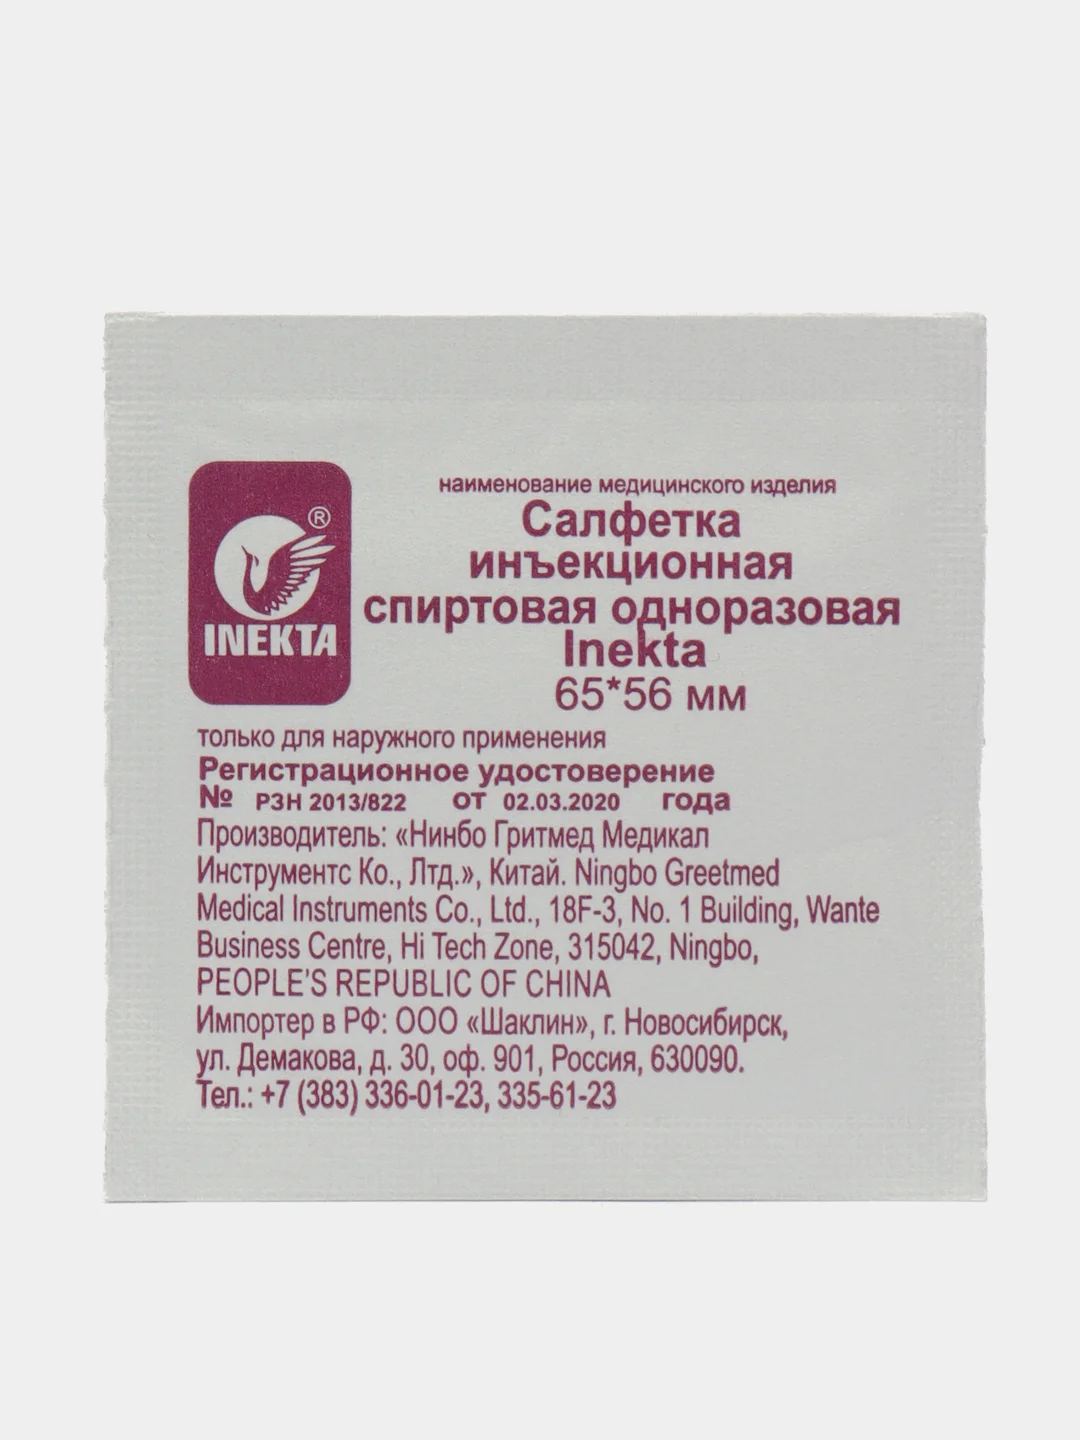 ®
INEKTA
наименование медицинского изделия
Салфетка
инъекционная
спиртовая одноразовая
Inekta
65*56 мм
только для наружного применения
Регистрационное удостоверение
№ РЗН 2013/822 от 02.03.2020 года
Производитель: «Нинбо Гритмед Медикал
Инструментс Ко., Лтд.», Китай. Ningbo Greetmed
Medical Instruments Co., Ltd., 18F-3, No. 1 Building, Wante
Business Centre, Hi Tech Zone, 315042, Ningbo,
PEOPLE'S REPUBLIC OF CHINA
Импортер в РФ: ООО «Шаклин», г. Новосибирск,
ул. Демакова, д. 30, оф. 901, Россия, 630090.
Тел.: +7 (383) 336-01-23, 335-61-23